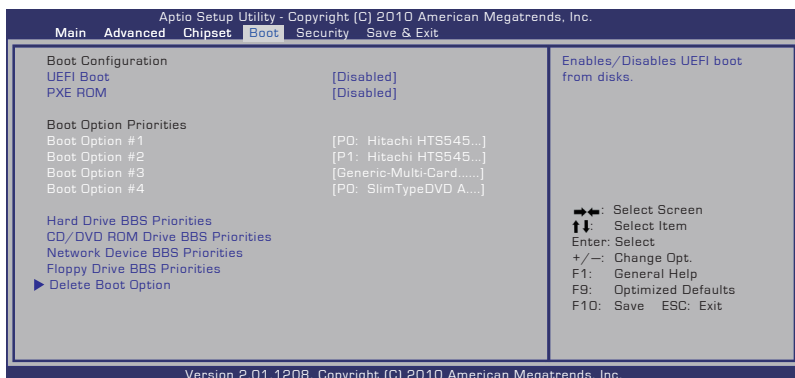 Aptio Setup Utility - Copyright (C) 2010 American Megatrends, Inc.
Main Advanced Chipset Boot Security Save & Exit
Boot Configuration
UEFI Boot [Disabled]
PXE ROM [Disabled]
Boot Option Priorities
Boot Option #1 [P0: Hitachi HTS545...]
Boot Option #2 [P1: Hitachi HTS545...]
Boot Option #3 [Generic-Multi-Card......]
Boot Option #4 [P0: SlimTypeDVD A....]
Hard Drive BBS Priorities
CD/DVD ROM Drive BBS Priorities
Network Device BBS Priorities
Floppy Drive BBS Priorities
▶ Delete Boot Option
Enables/Disables UEFI boot
from disks.
→←: Select Screen
↑↓: Select Item
Enter: Select
+/—: Change Opt.
F1: General Help
F9: Optimized Defaults
F10: Save ESC: Exit
Version 2.01.1208. Copyright (C) 2010 American Megatrends, Inc.